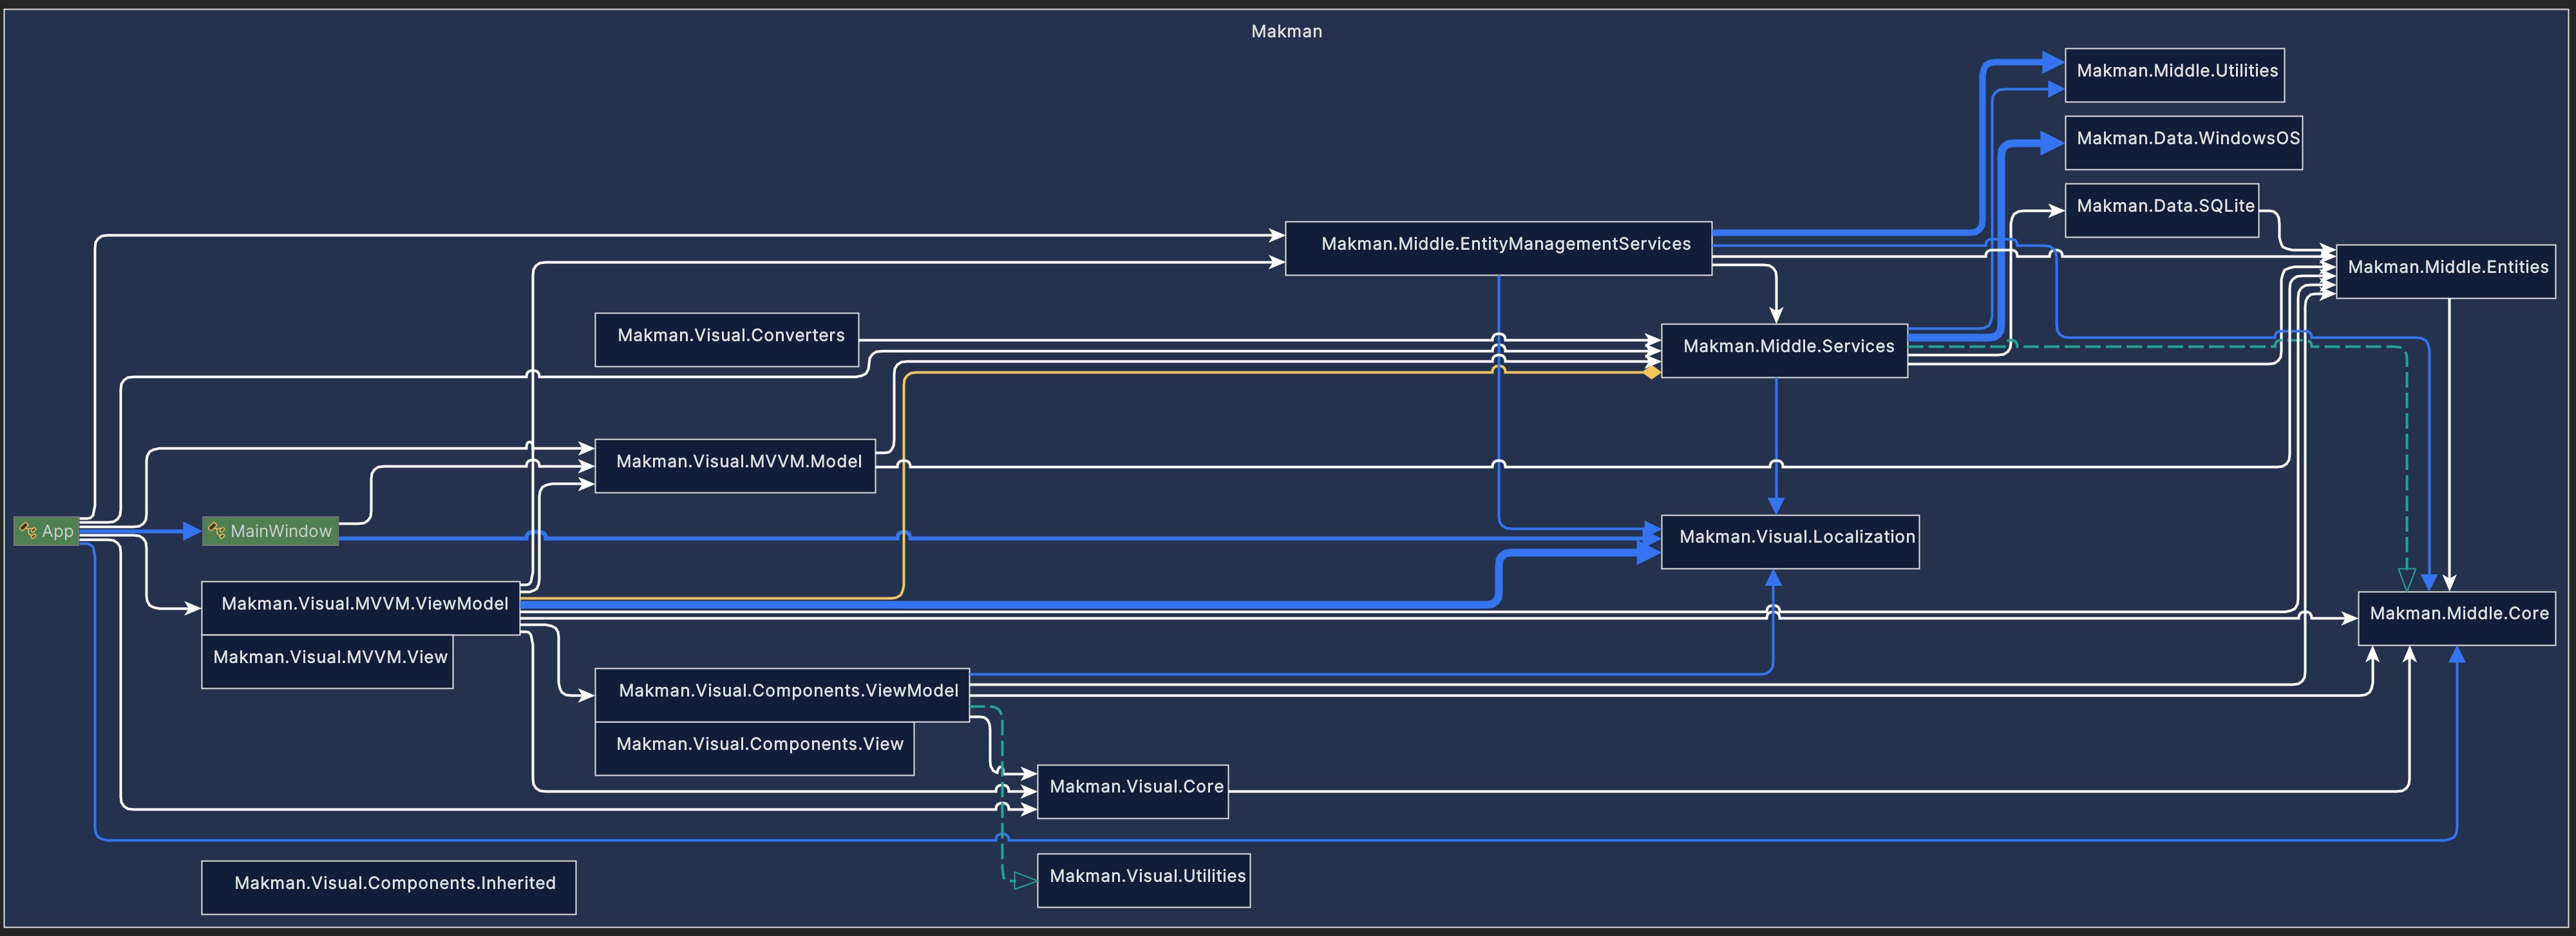 Makman
Makman.Middle.Utilities
Makman.Data.WindowsOS
Makman.Data.SQLite
Makman.Middle.EntityManagementServices
Makman.Middle.Entities
Makman.Visual.Converters
Makman.Middle.Services
Makman.Visual.MVVM.Model
App
MainWindow
Makman.Visual.Localization
Makman.Visual.MVVM.ViewModel
Makman.Middle.Core
Makman.Visual.MVVM.View
Makman.Visual.Components.ViewModel
Makman.Visual.Components.View
Makman.Visual.Core
Makman.Visual.Components.Inherited
Makman.Visual.Utilities